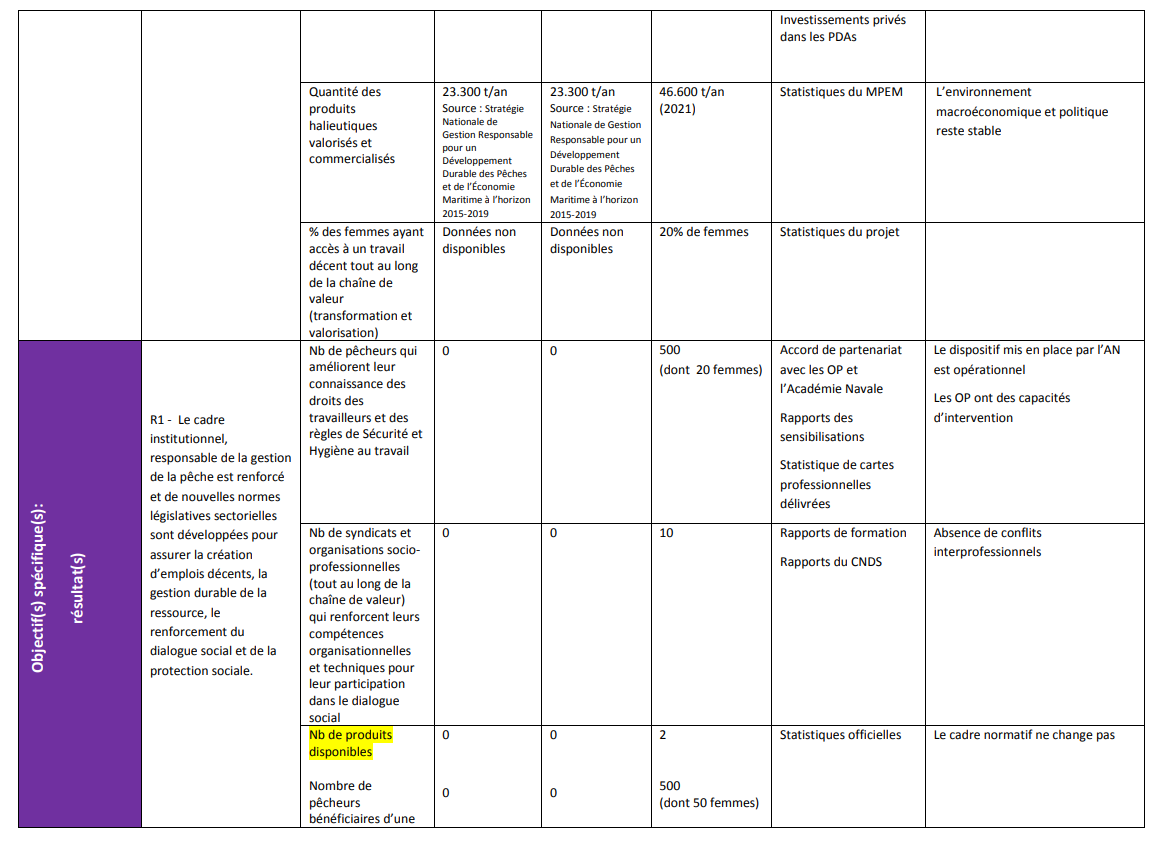 Investissements privés
dans les PDAs
Quantité des
produits
halieutiques
valorisés et
commercialisés
23.300 t/an
Source : Stratégie
Nationale de
Gestion Responsable
pour un
Développement
Durable des Pêches
et de l’Économie
Maritime à l’horizon
2015-2019
23.300 t/an
Source : Stratégie
Nationale de Gestion
Responsable pour un
Développement
Durable des Pêches
et de l’Économie
Maritime à l’horizon
2015-2019
46.600 t/an
(2021)
Statistiques du MPEM
L’environnement
macroéconomique et politique
reste stable
% des femmes ayant
accès à un travail
décent tout au long
de la chaîne de
valeur
(transformation et
valorisation)
Données non
disponibles
Données non
disponibles
20% de femmes
Statistiques du projet
Objectif(s) spécifique(s):
résultat(s)
R1 - Le cadre
institutionnel,
responsable de la gestion
de la pêche est renforcé
et de nouvelles normes
législatives sectorielles
sont développées pour
assurer la création
d’emplois décents, la
gestion durable de la
ressource, le
renforcement du
dialogue social et de la
protection sociale.
Nb de pêcheurs qui
améliorent leur
connaissance des
droits des
travailleurs et des
règles de Sécurité et
Hygiène au travail
0
0
500
(dont 20 femmes)
Accord de partenariat
avec les OP et
l’Académie Navale
Rapports des
sensibilisations
Statistique de cartes
professionnelles
délivrées
Le dispositif mis en place par l’AN
est opérationnel
Les OP ont des capacités
d’intervention
Nb de syndicats et
organisations socio-
professionnelles
(tout au long de la
chaîne de valeur)
qui renforcent leurs
compétences
organisationnelles
et techniques pour
leur participation
dans le dialogue
social
0
0
10
Rapports de formation
Rapports du CNDS
Absence de conflits
interprofessionnels
Nb de produits
disponibles
0
0
2
Statistiques officielles
Le cadre normatif ne change pas
Nombre de
pêcheurs
bénéficiaires d’une
0
0
500
(dont 50 femmes)